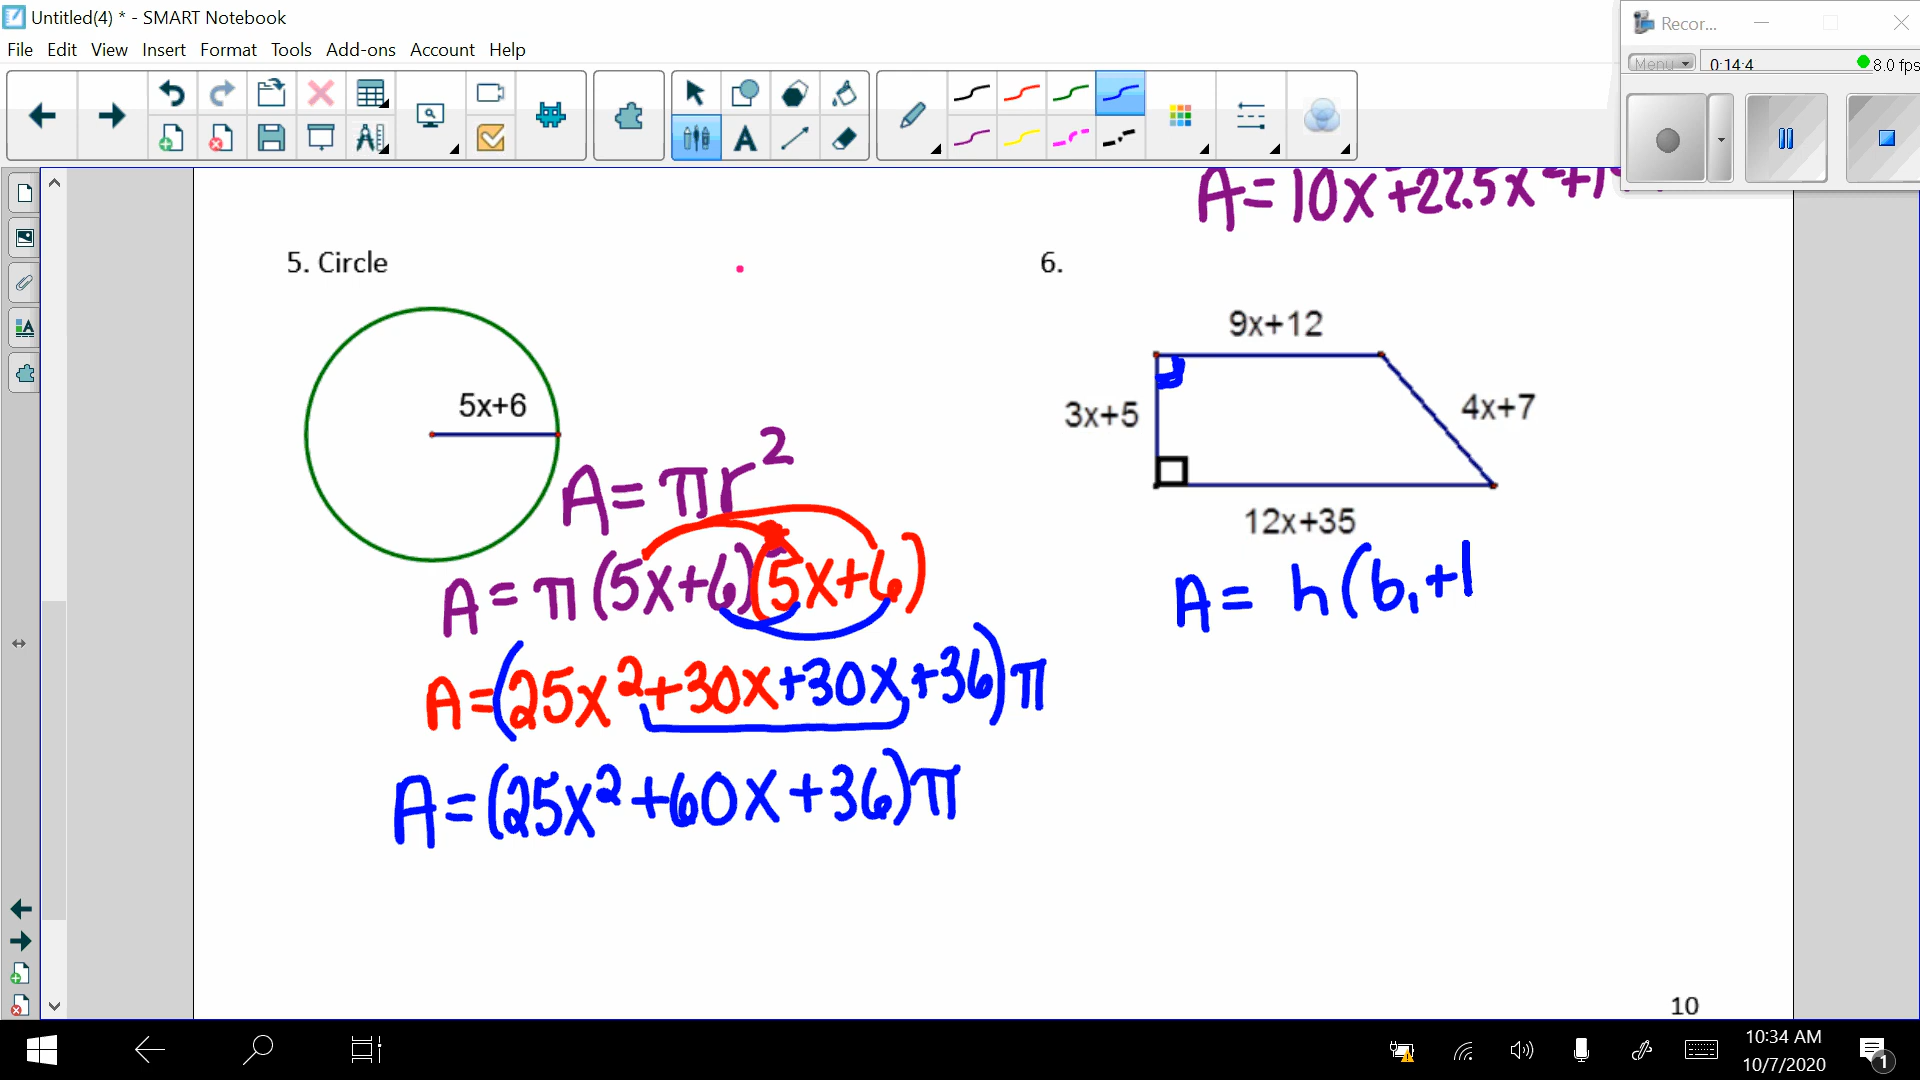 Untitled(4) * - SMART Notebook
Recor...
File Edit View Insert Format Tools Add-ons Account Help
Menu 0:14:4 8.0 fps
A
A
A=10x +22.5x²+1
5. Circle
6.
9x+12
5x+6
3x+5
4x+7
12x+35
A=πr²
A=π(5x+6)(5x+6)
A= h(b₁+
A=(25x²+30x+30x+36)π
A=(25x²+60x+36)π
10
10:34 AM
10/7/2020
1